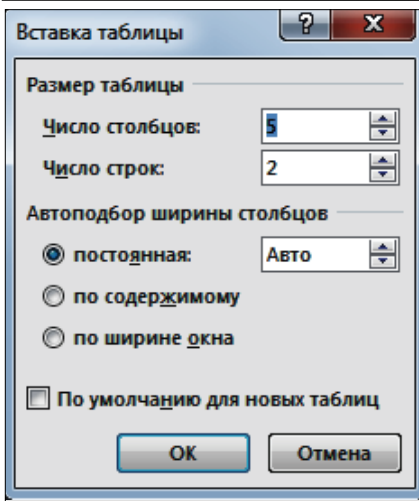 Вставка таблицы ? X
Размер таблицы
Число столбцов: 5
Число строк: 2
Автоподбор ширины столбцов
постоянная: Авто
по содержимому
по ширине окна
По умолчанию для новых таблиц
ОК Отмена